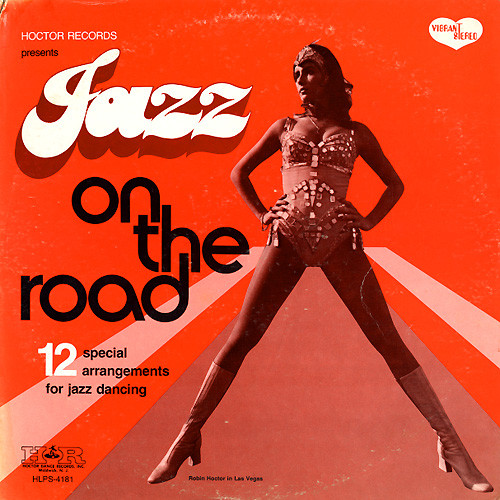 HOCTOR RECORDS
presents
VIBRANT
STEREO
Jazz
on
the
road
12 special
arrangements
for jazz dancing
HR
HOCTOR DANCE RECORDS, INC.
Waldwick, N. J.
HLPS-4181
Robin Hoctor in Las Vegas